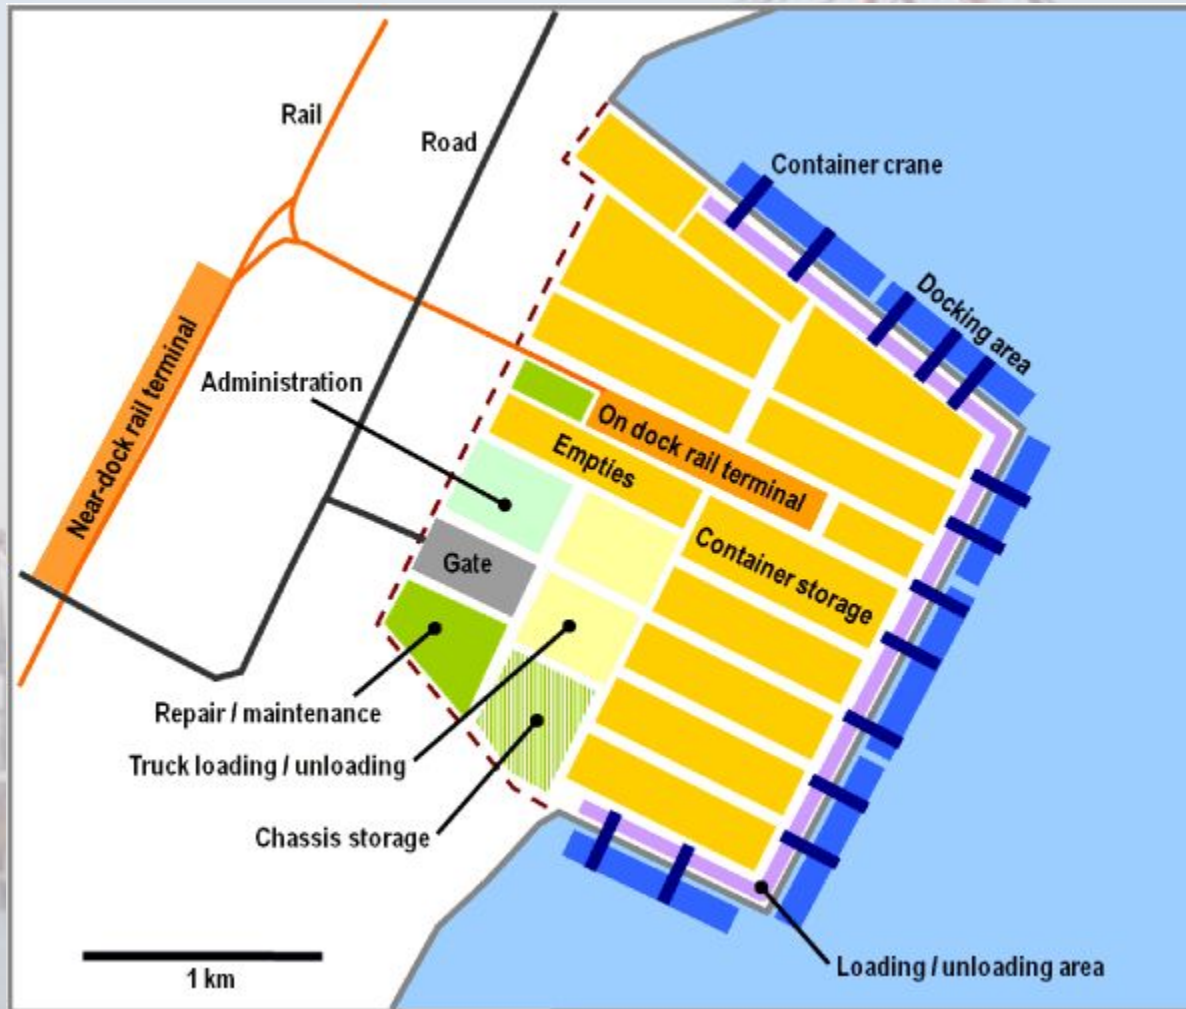 Rail
Road
Container crane
Docking area
Near-dock rail terminal
Administration
On dock rail terminal
Empties
Container storage
Gate
Repair / maintenance
Truck loading / unloading
Chassis storage
Loading / unloading area
1 km